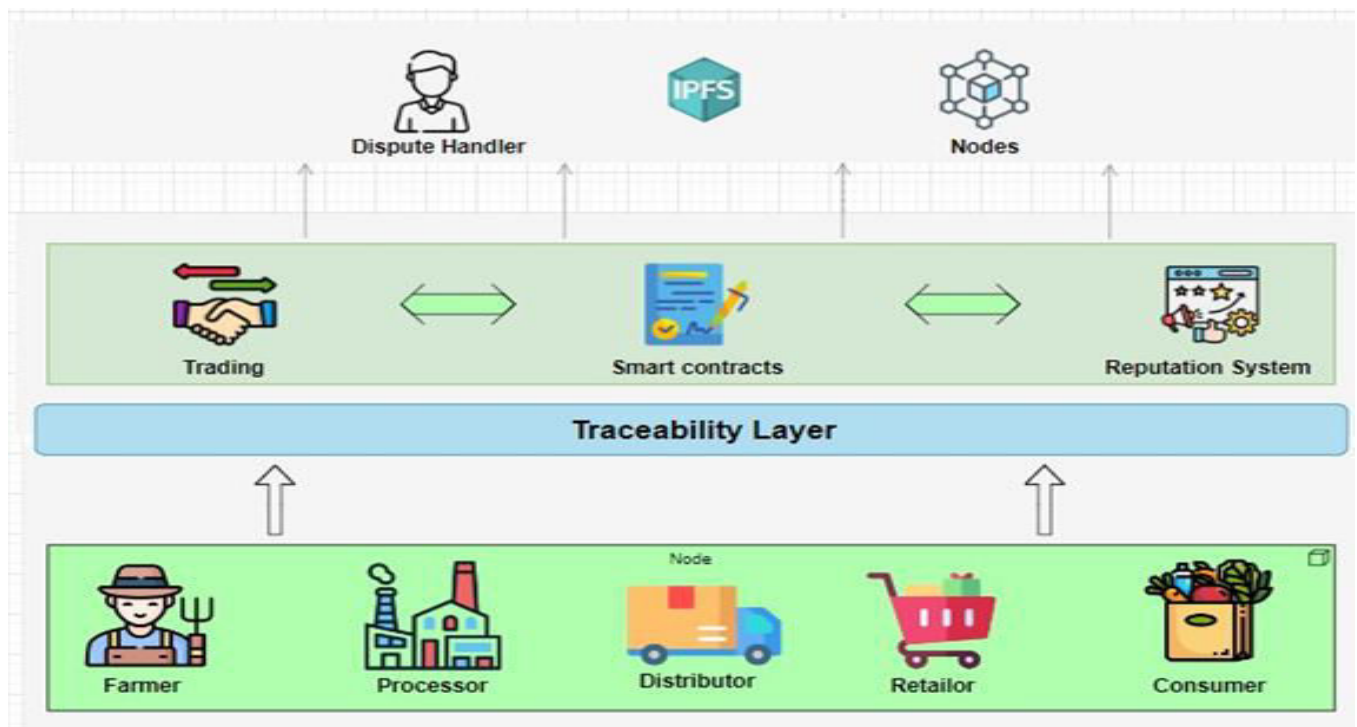 IPFS
Dispute Handler
Nodes
Trading
Smart contracts
Reputation System
Traceability Layer
Node
Farmer
Processor
Distributor
Retailor
Consumer